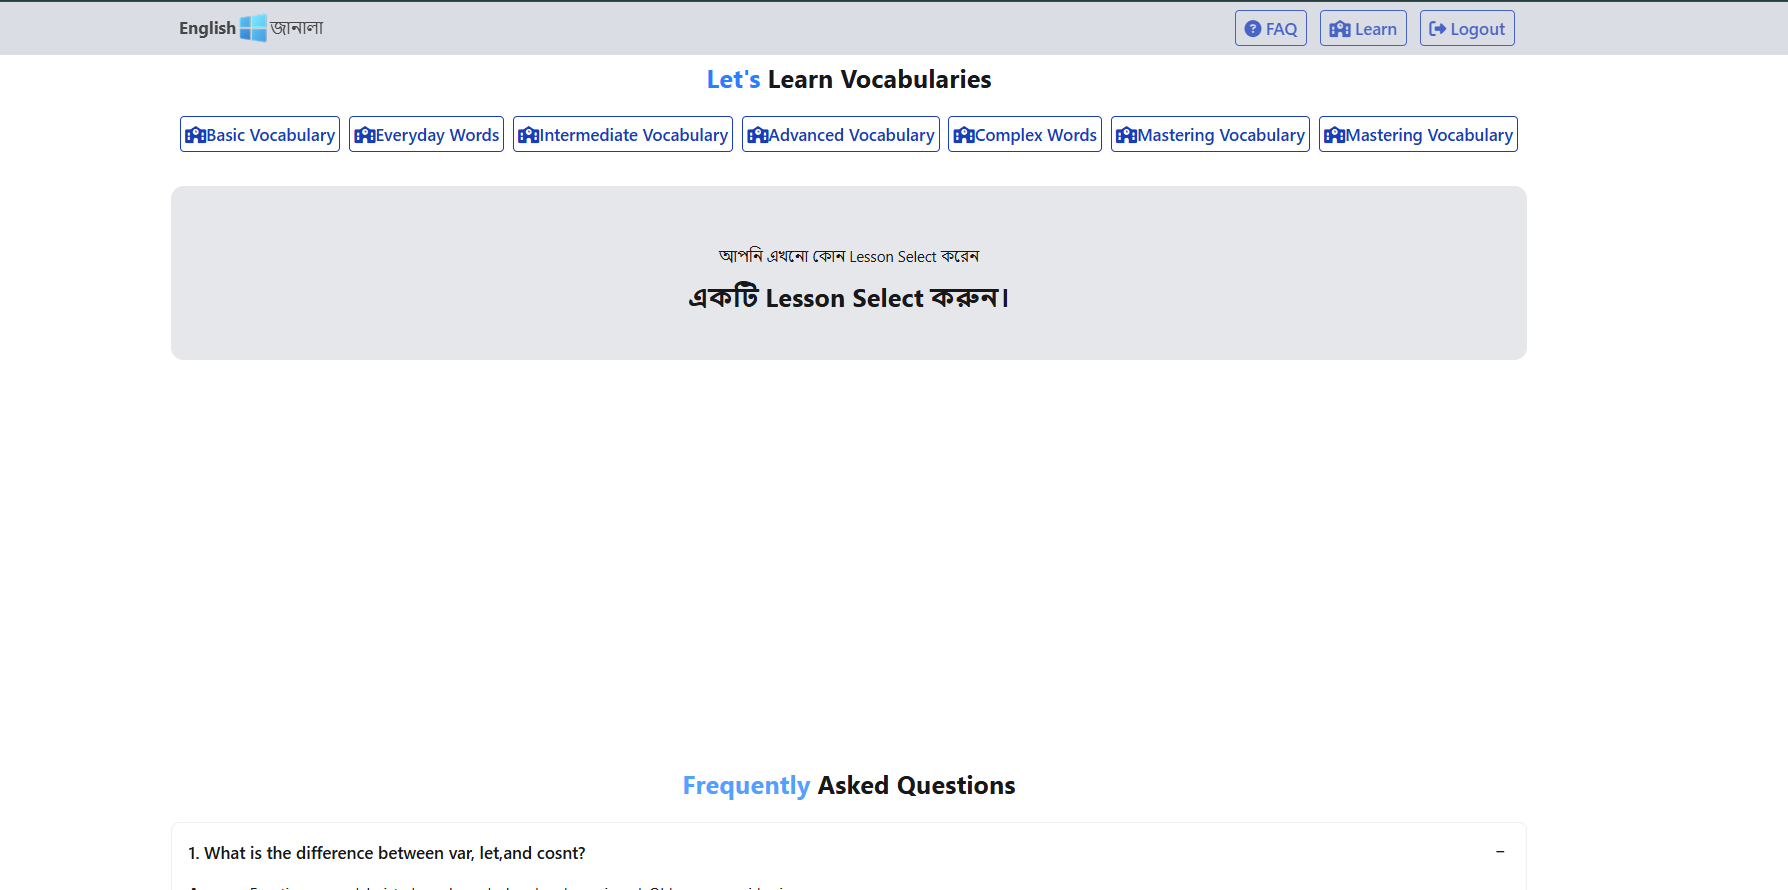 English জানালা
FAQ Learn Logout
Let's Learn Vocabularies
Basic Vocabulary Everyday Words Intermediate Vocabulary Advanced Vocabulary Complex Words Mastering Vocabulary Mastering Vocabulary
আপনি এখনো কোন Lesson Select করেন
একটি Lesson Select করুন।
Frequently Asked Questions
1. What is the difference between var, let,and cosnt? −